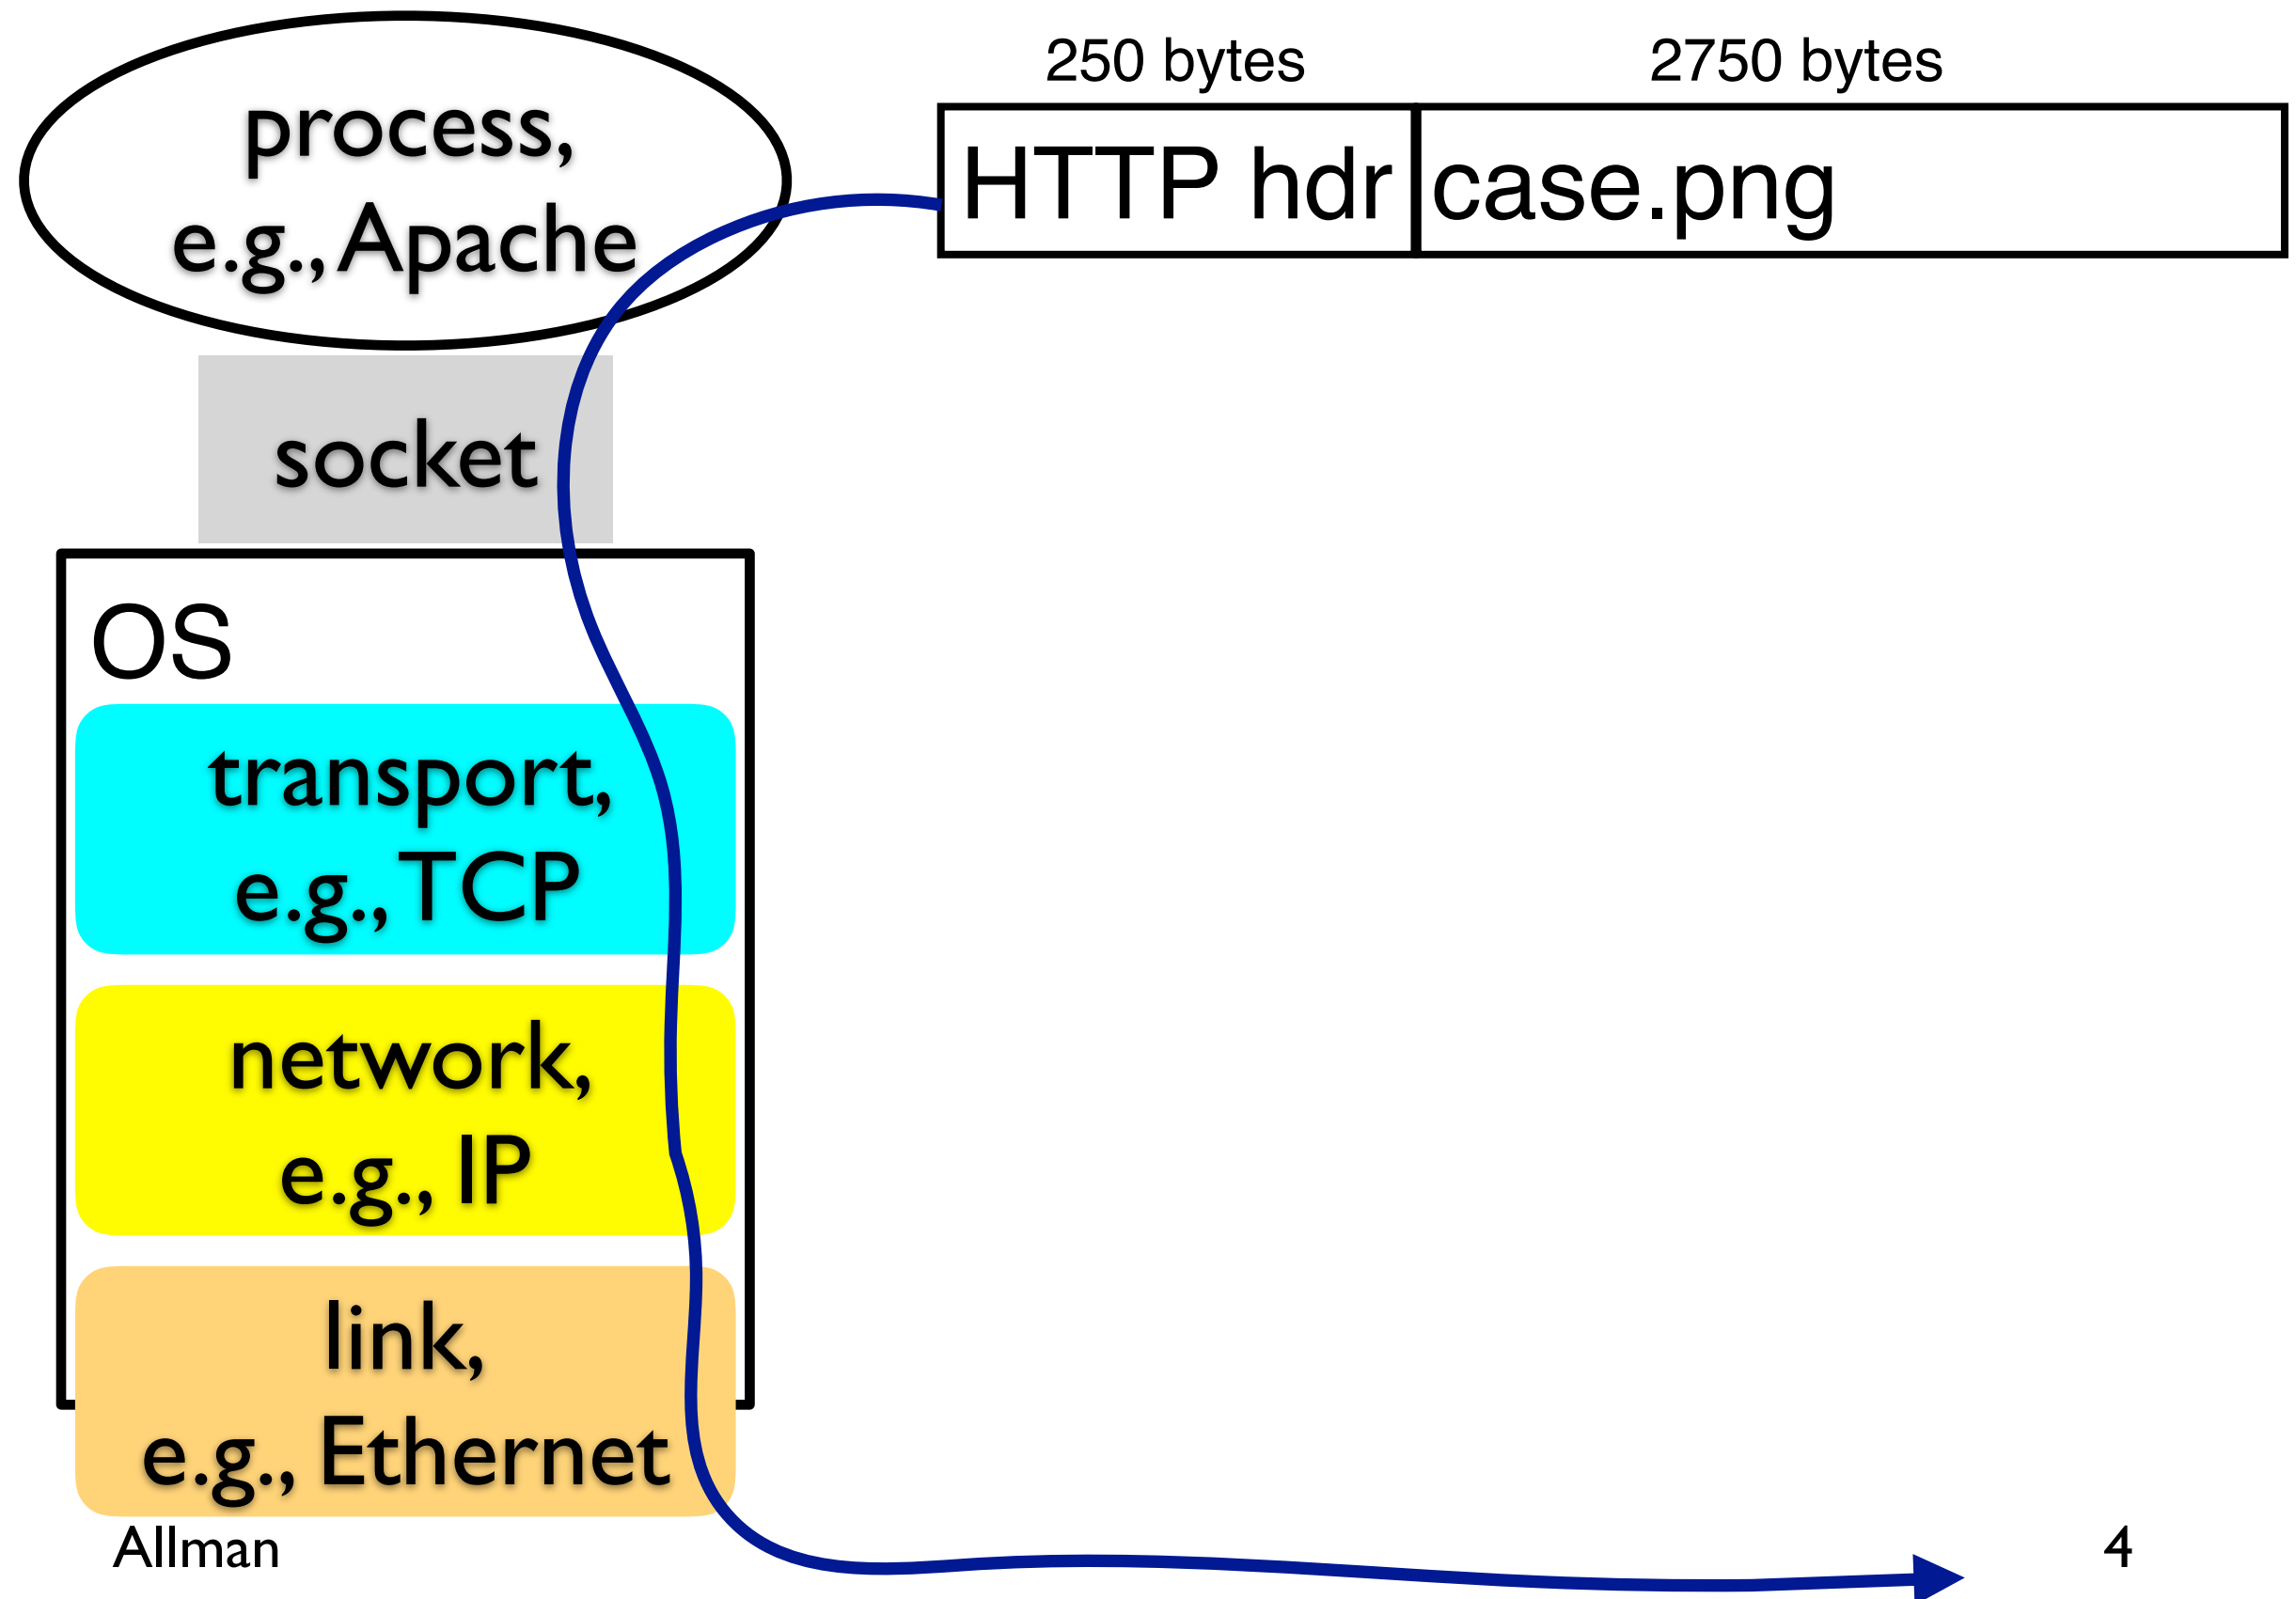 process,
e.g., Apache
250 bytes
2750 bytes
HTTP hdr
case.png
socket
OS
transport,
e.g., TCP
network,
e.g., IP
link,
e.g., Ethernet
Allman
4